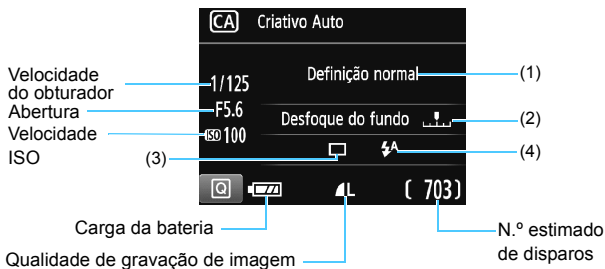 CA Criativo Auto
Velocidade
do obturador
1/125
Definição normal
(1)
Abertura
F5.6
Desfoque do fundo
(2)
Velocidade
ISO
ISO 100
(3)
A
(4)
Q
L
[ 703]
Carga da bateria
N.º estimado
de disparos
Qualidade de gravação de imagem